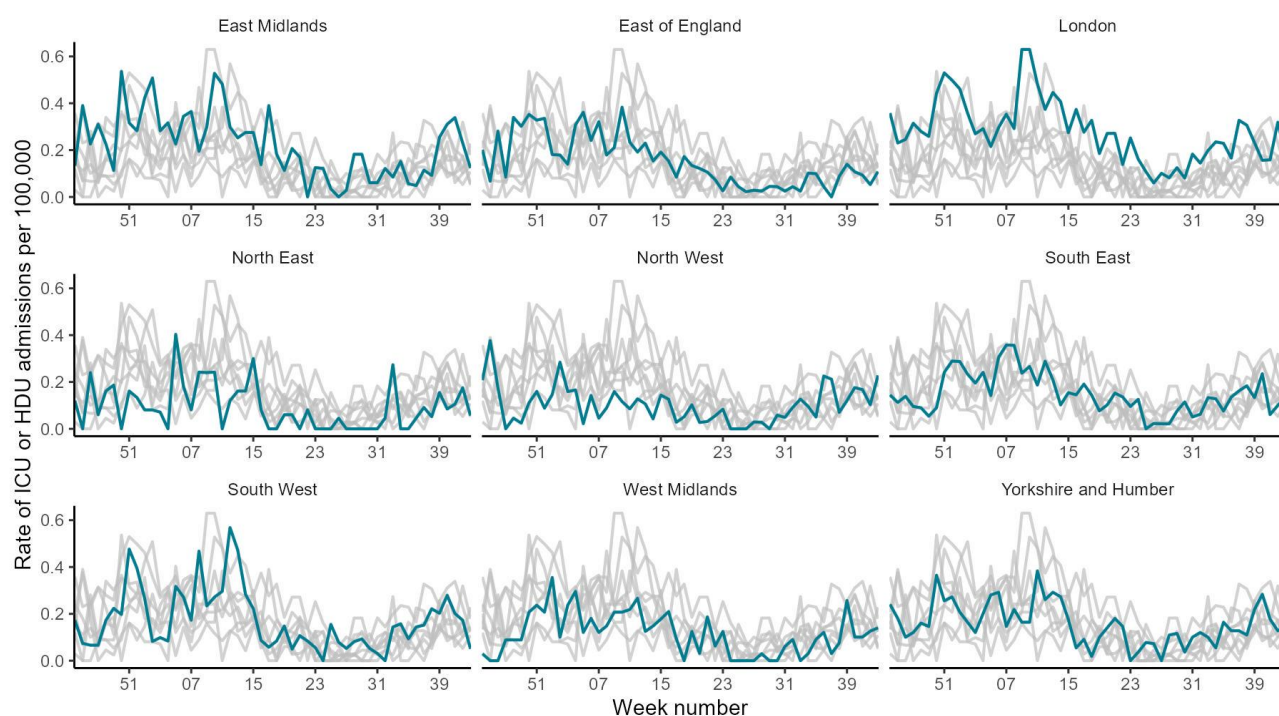 East Midlands East of England London
0.6
0.4
0.2
0.0
51 07 15 23 31 39 51 07 15 23 31 39 51 07 15 23 31 39
North East North West South East
0.6
0.4
0.2
0.0
51 07 15 23 31 39 51 07 15 23 31 39 51 07 15 23 31 39
South West West Midlands Yorkshire and Humber
0.6
0.4
0.2
0.0
51 07 15 23 31 39 51 07 15 23 31 39 51 07 15 23 31 39
Rate of ICU or HDU admissions per 100,000
Week number